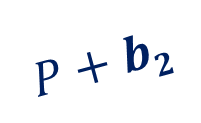 P + b₂